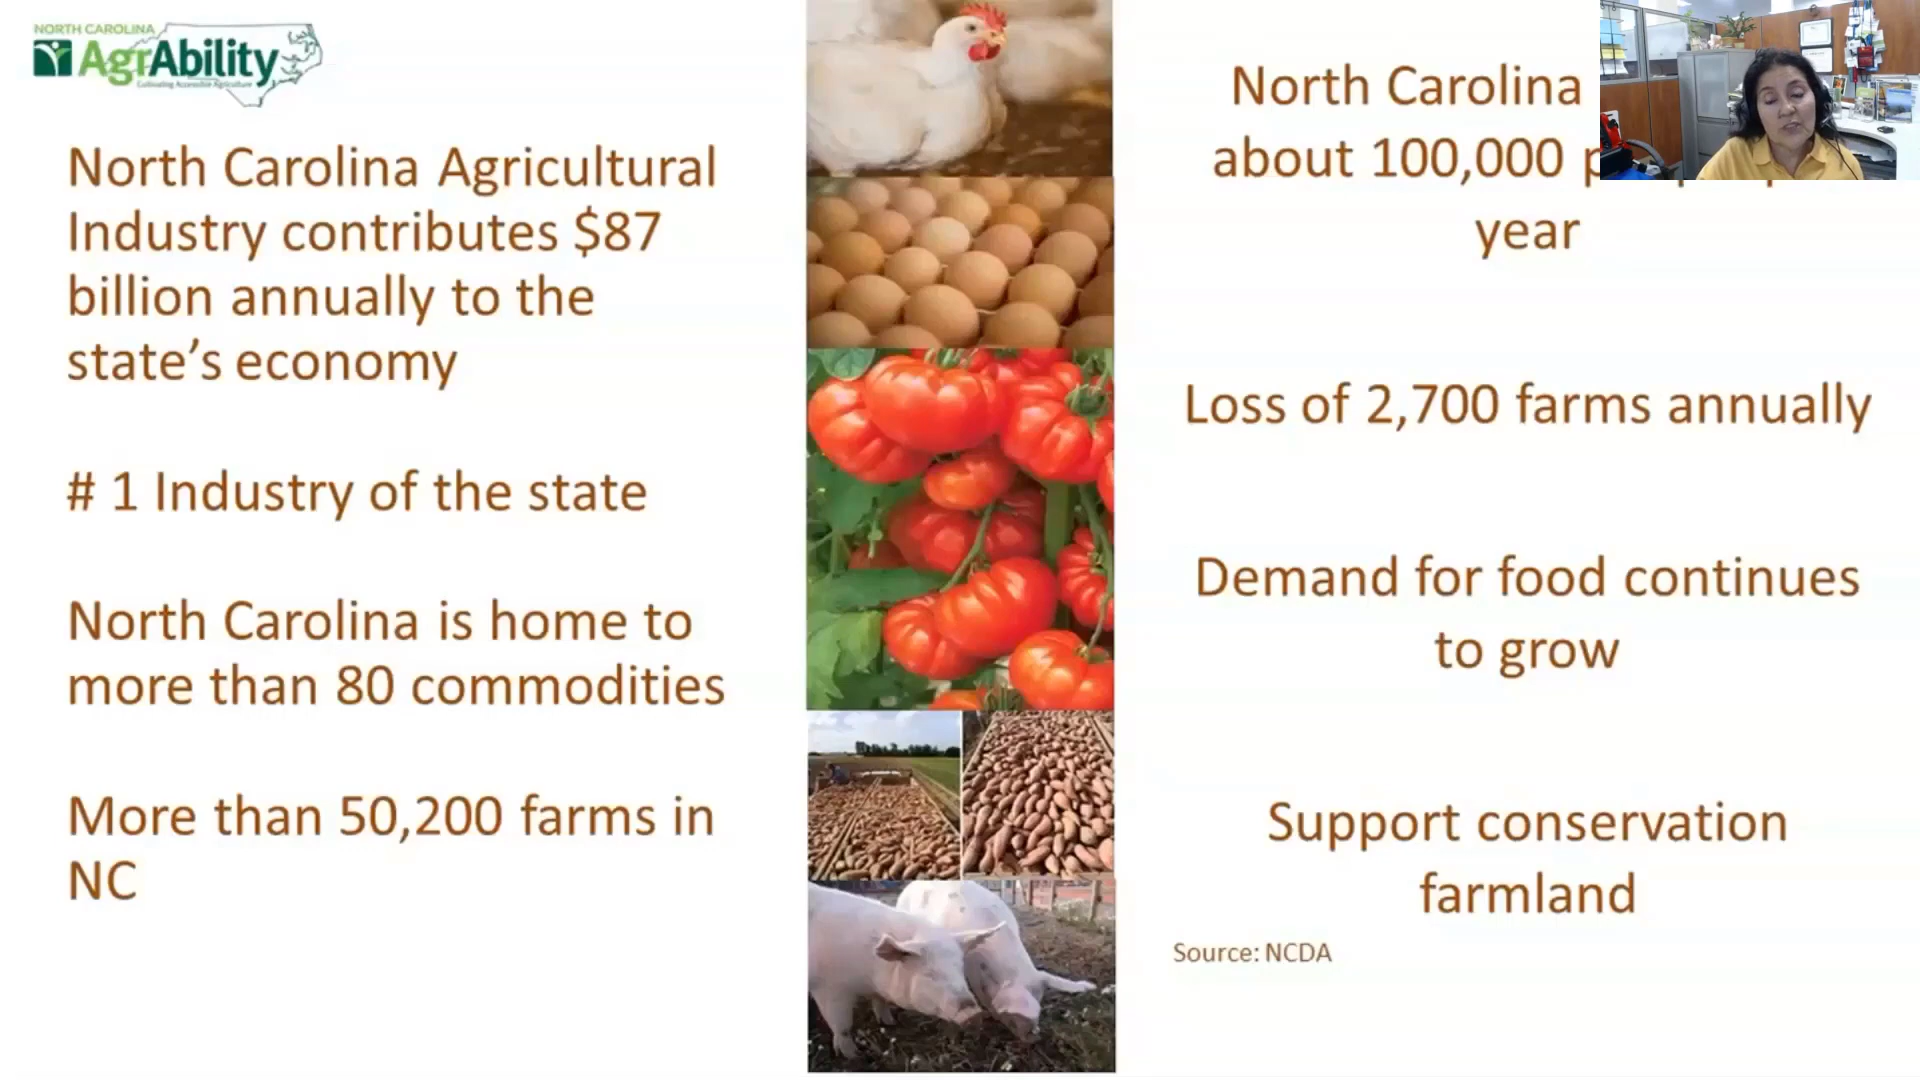 NORTH CAROLINA
AgrAbility
Cultivating Accessible Agriculture
North Carolina Agricultural
Industry contributes $87
billion annually to the
state's economy
# 1 Industry of the state
North Carolina is home to
more than 80 commodities
More than 50,200 farms in
NC
North Carolina
about 100,000
year
Loss of 2,700 farms annually
Demand for food continues
to grow
Support conservation
farmland
Source: NCDA